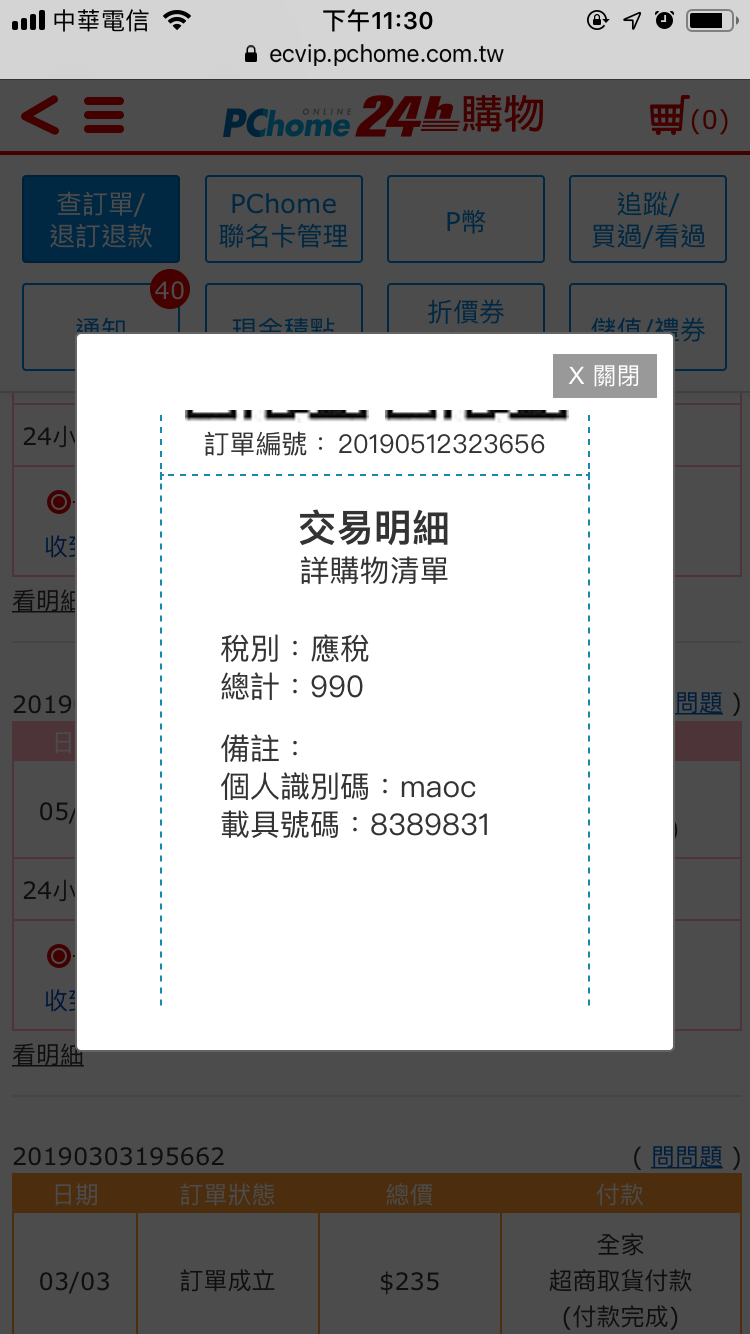 中華電信 下午11:30
ecvip.pchome.com.tw
PChome ONLINE 24h購物 (0)
查訂單/
退訂退款
PChome
聯名卡管理
P幣
追蹤/
買過/看過
40
通知
現金積點
折價券
儲值/禮券
X 關閉
24小
訂單編號： 20190512323656
交易明細
詳購物清單
收到
看明細
稅別：應稅
總計：990
2019
問題 )
日
備註：
個人識別碼：maoc
05/
載具號碼：8389831
)
24小
收到
看明細
20190303195662 ( 問問題 )
日期 訂單狀態 總價 付款
03/03 訂單成立 $235
全家
超商取貨付款
(付款完成)